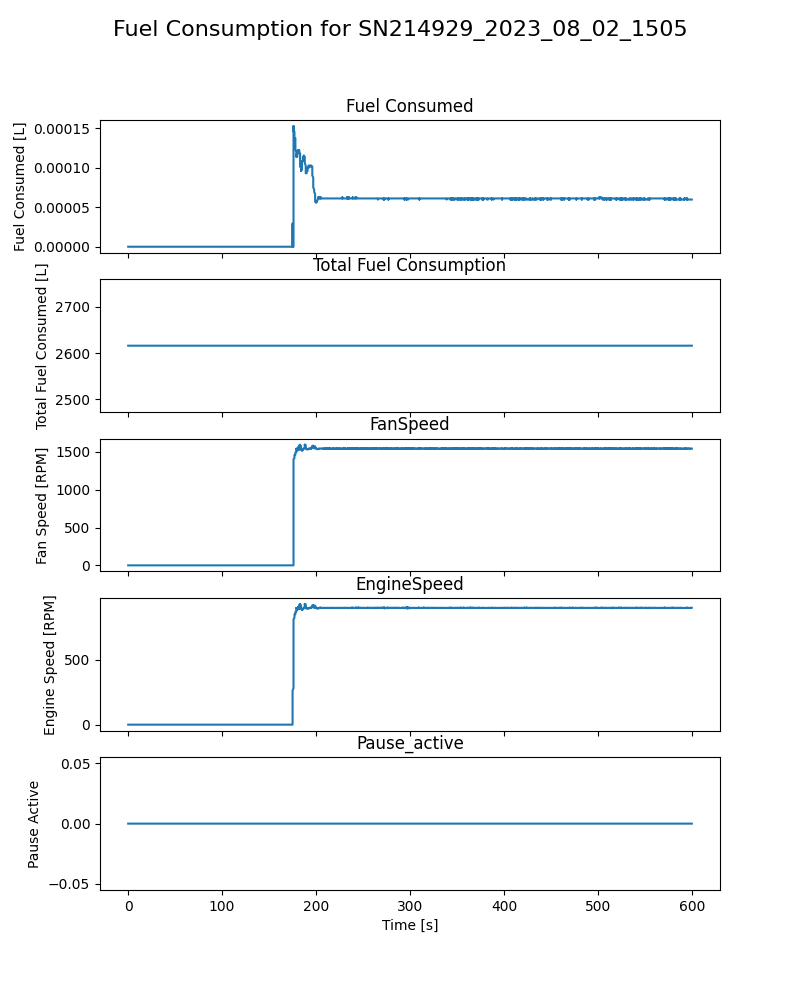 Fuel Consumption for SN214929_2023_08_02_1505
Fuel Consumed
Fuel Consumed [L]
0.00015
0.00010
0.00005
0.00000
Total Fuel Consumption
Total Fuel Consumed [L]
2700
2600
2500
FanSpeed
Fan Speed [RPM]
1500
1000
500
0
EngineSpeed
Engine Speed [RPM]
500
0
Pause_active
Pause Active
0.05
0.00
−0.05
0 100 200 300 400 500 600
Time [s]